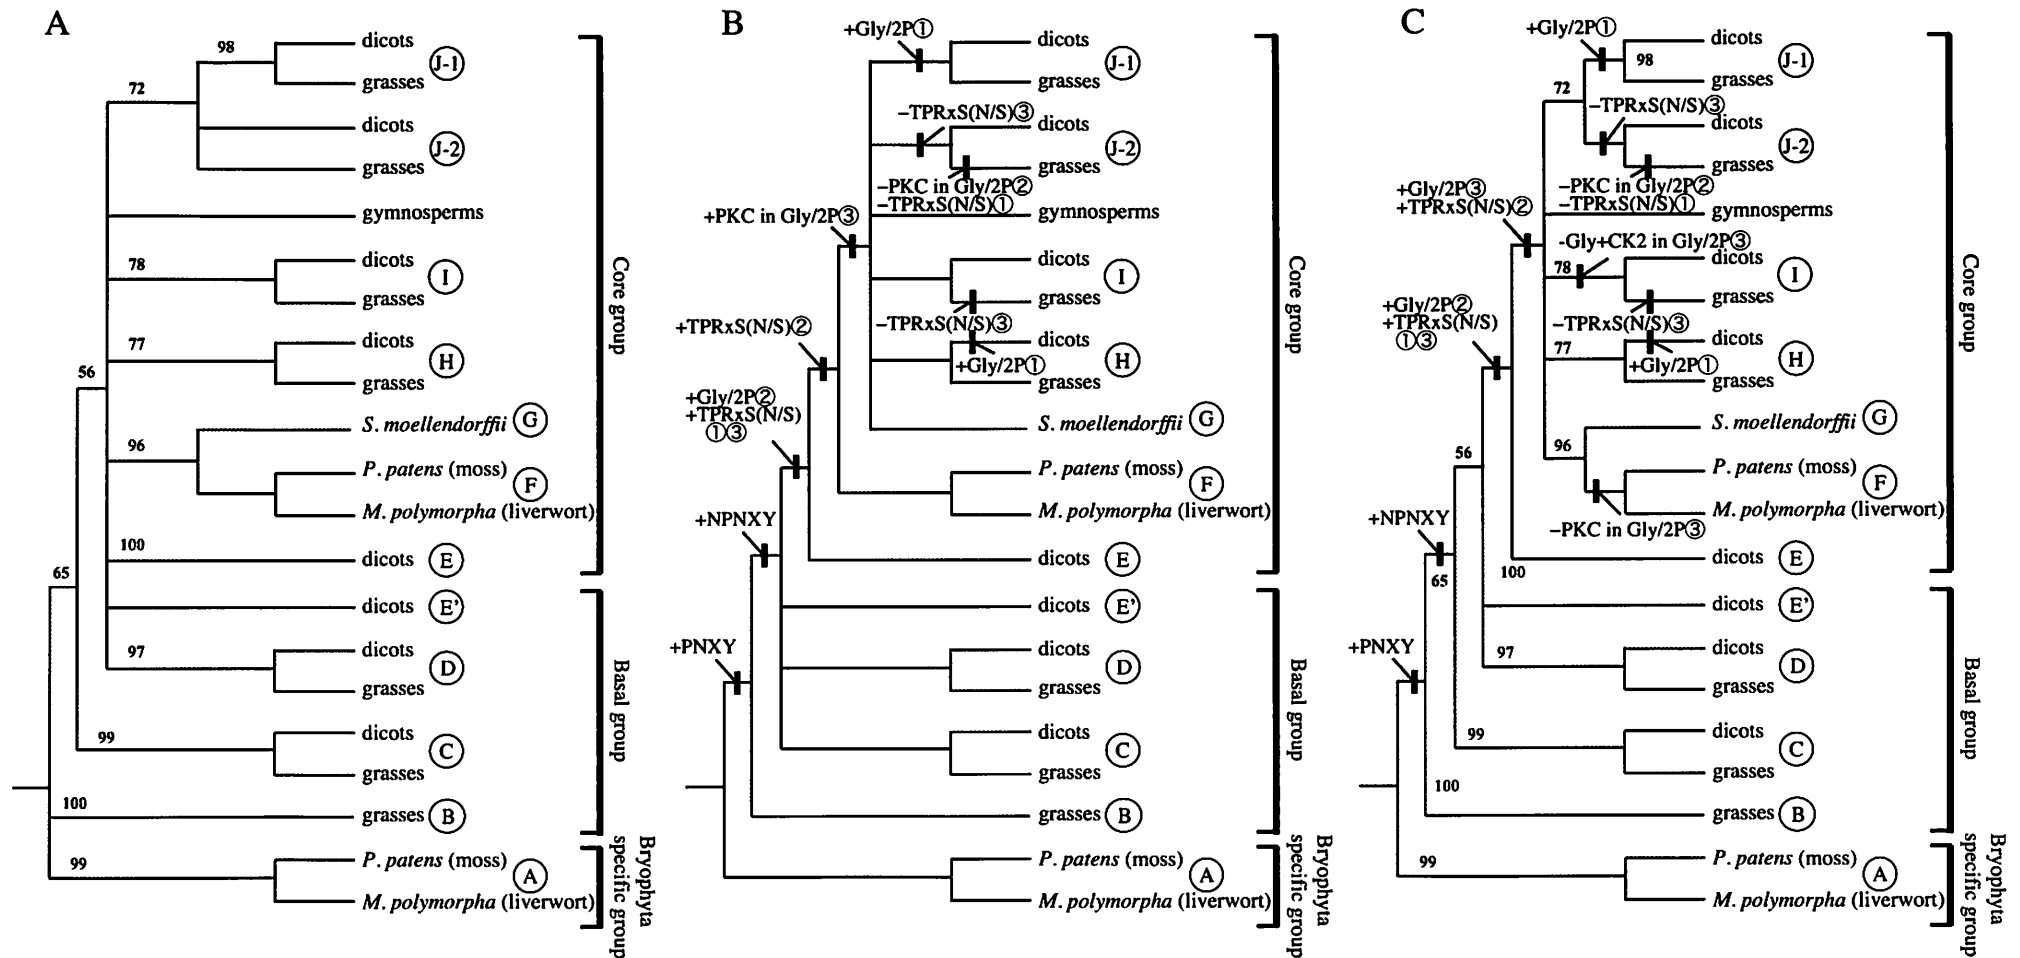 A
98
dicots
J-1
grasses
72
dicots
J-2
grasses
gymnosperms
78
dicots
I
grasses
77
dicots
H
grasses
56
S. moellendorffii G
96
P. patens (moss)
F
M. polymorpha (liverwort)
100
dicots E
65
dicots E'
97
dicots
D
grasses
99
dicots
C
grasses
100
grasses B
99
P. patens (moss)
A
M. polymorpha (liverwort)
Core group
Basal group
Bryophyta
specific group
B
+Gly/2P①
dicots
J-1
grasses
−TPRxS(N/S)③
dicots
J-2
grasses
−PKC in Gly/2P②
−TPRxS(N/S)①
+PKC in Gly/2P③
gymnosperms
dicots
I
grasses
−TPRxS(N/S)③
+TPRxS(N/S)②
dicots
H
+Gly/2P①
grasses
+Gly/2P②
+TPRxS(N/S)
①③
S. moellendorffii G
P. patens (moss)
F
M. polymorpha (liverwort)
+NPNXY
dicots E
dicots E'
+PNXY
dicots
D
grasses
dicots
C
grasses
grasses B
P. patens (moss)
A
M. polymorpha (liverwort)
Core group
Basal group
Bryophyta
specific group
C
+Gly/2P①
dicots
98
J-1
grasses
72
−TPRxS(N/S)③
dicots
J-2
grasses
−PKC in Gly/2P②
−TPRxS(N/S)①
+Gly/2P③
+TPRxS(N/S)②
gymnosperms
-Gly+CK2 in Gly/2P③
78
dicots
I
grasses
−TPRxS(N/S)③
+Gly/2P②
+TPRxS(N/S)
①③
77
dicots
H
+Gly/2P①
grasses
S. moellendorffii G
96
56
P. patens (moss)
F
M. polymorpha (liverwort)
−PKC in Gly/2P③
+NPNXY
dicots E
100
65
dicots E'
+PNXY
97
dicots
D
grasses
99
dicots
C
grasses
100
grasses B
99
P. patens (moss)
A
M. polymorpha (liverwort)
Core group
Basal group
Bryophyta
specific group